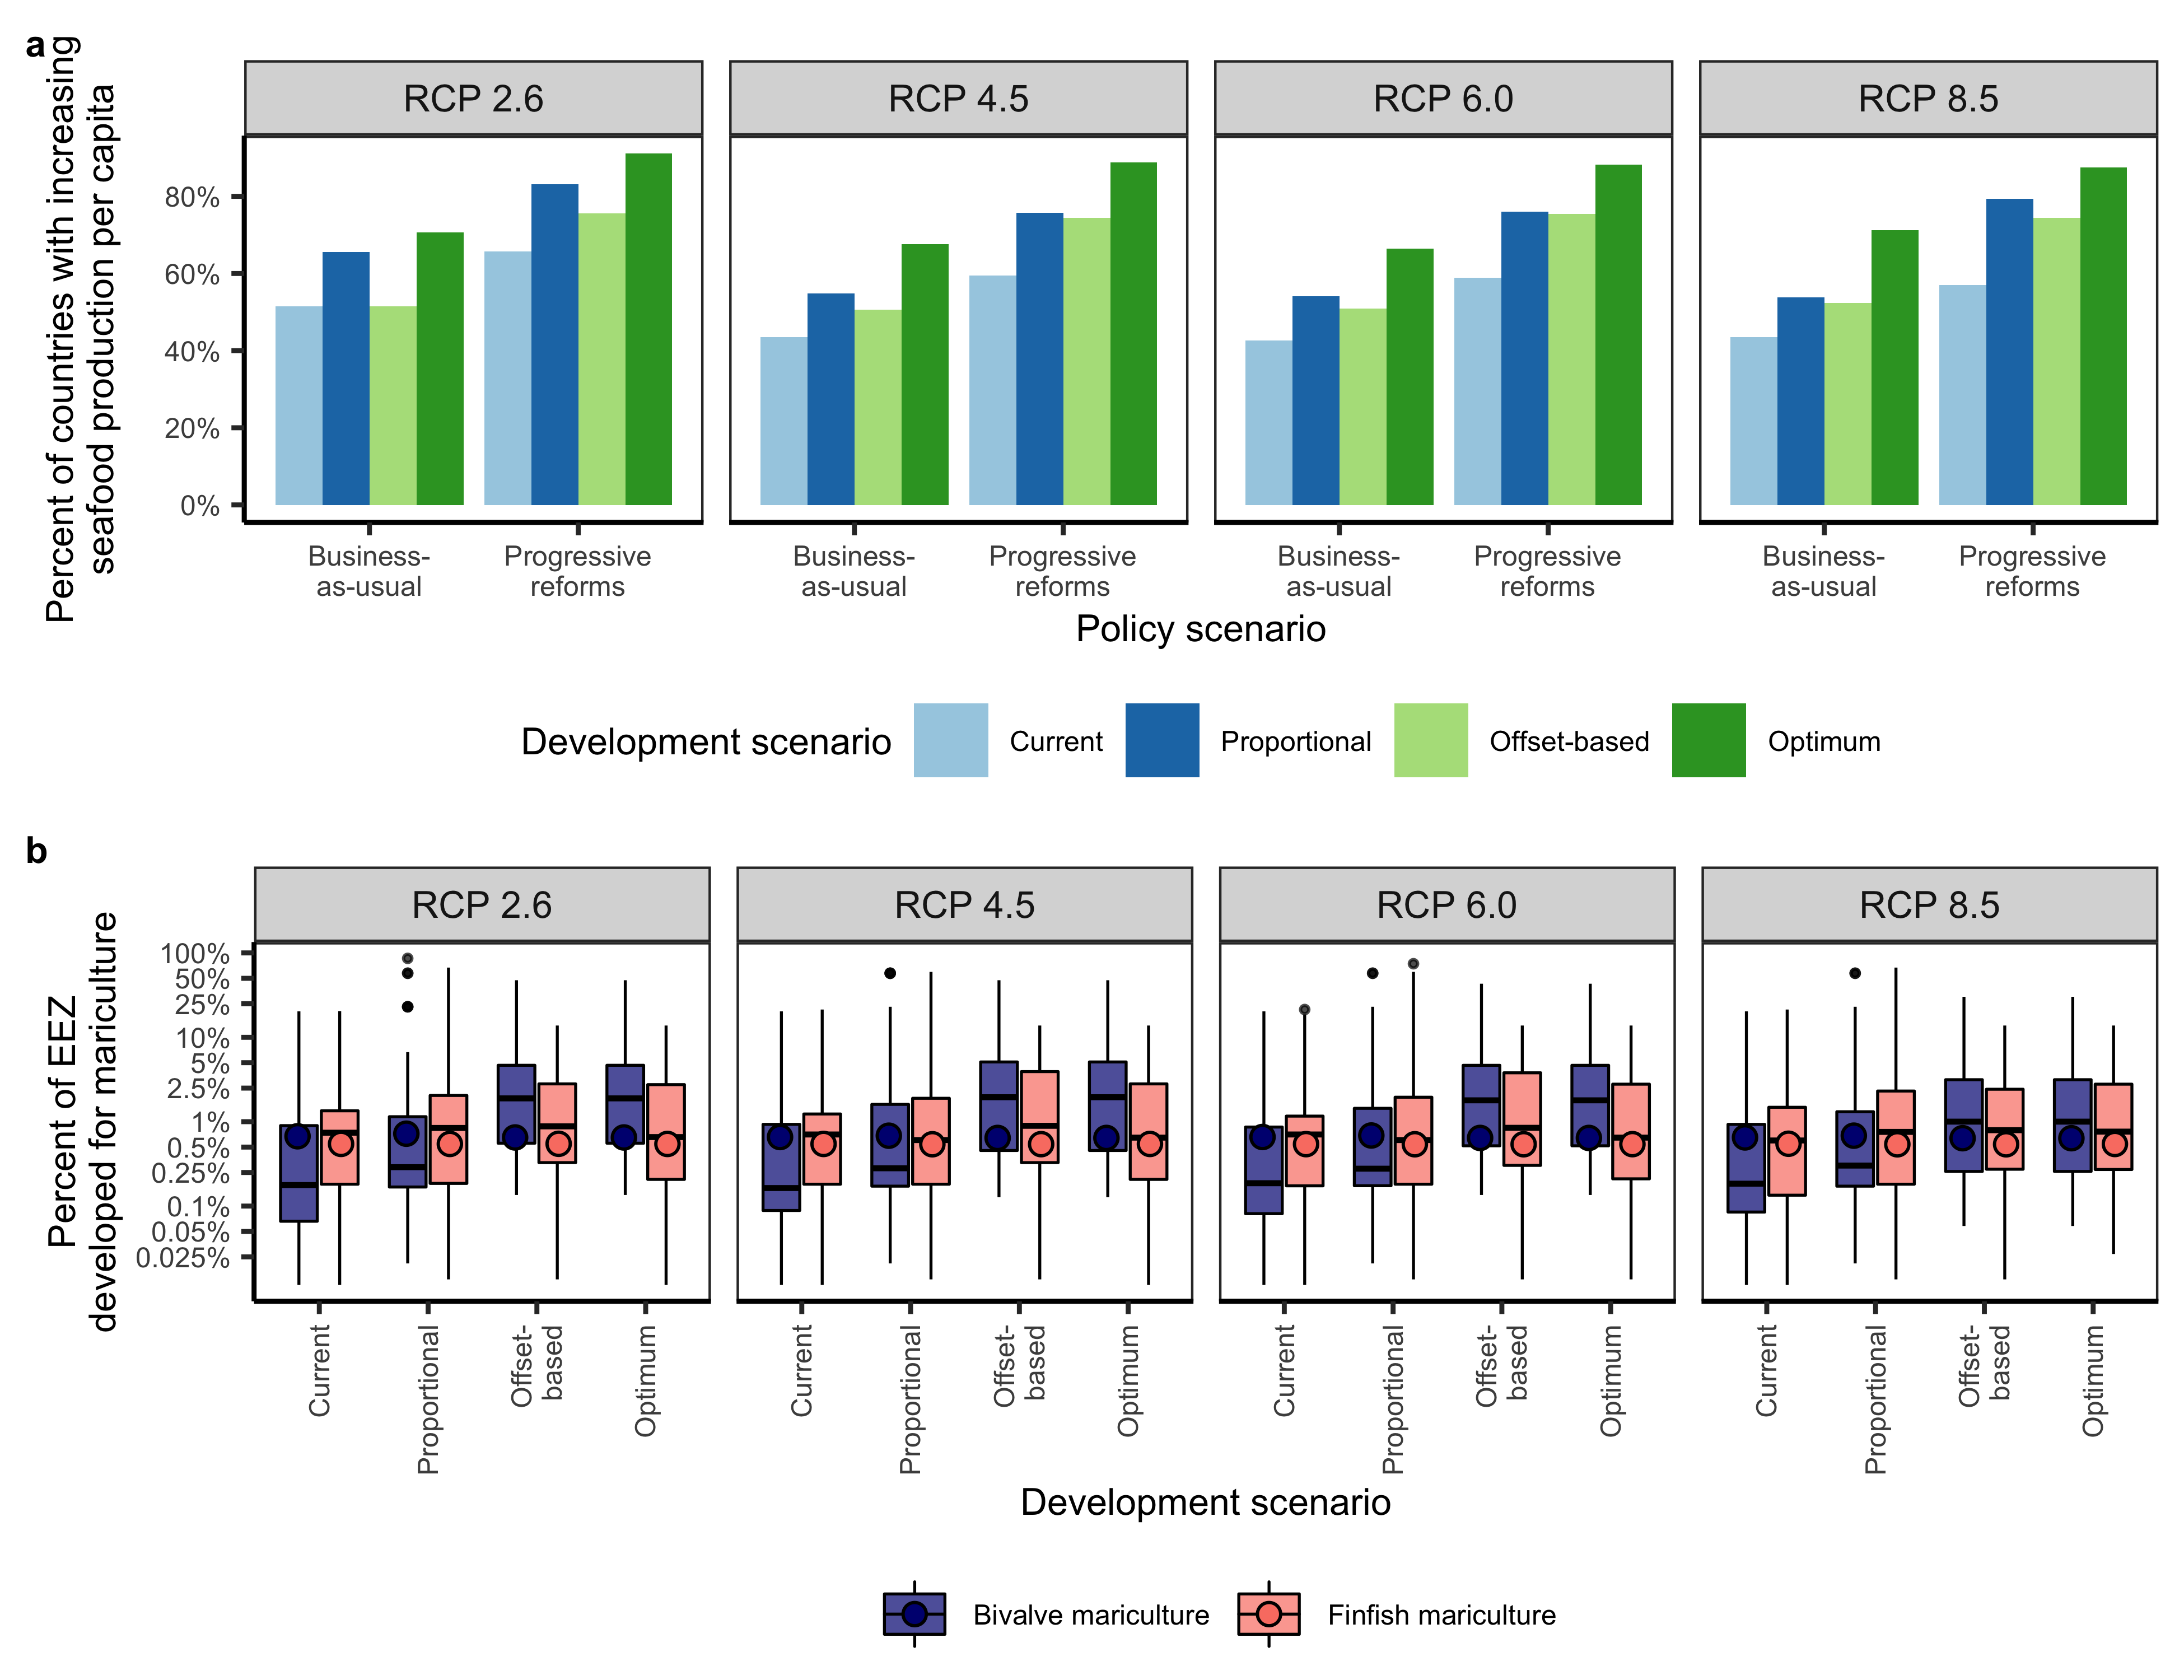 a
Percent of countries with increasing
seafood production per capita
RCP 2.6
RCP 4.5
RCP 6.0
RCP 8.5
80%
60%
40%
20%
0%
Business-
as-usual
Progressive
reforms
Business-
as-usual
Progressive
reforms
Business-
as-usual
Progressive
reforms
Business-
as-usual
Progressive
reforms
Policy scenario
Development scenario
Current
Proportional
Offset-based
Optimum
b
Percent of EEZ
developed for mariculture
RCP 2.6
RCP 4.5
RCP 6.0
RCP 8.5
100%
50%
25%
10%
5%
2.5%
1%
0.5%
0.25%
0.1%
0.05%
0.025%
Current
Proportional
Offset-
based
Optimum
Current
Proportional
Offset-
based
Optimum
Current
Proportional
Offset-
based
Optimum
Current
Proportional
Offset-
based
Optimum
Development scenario
Bivalve mariculture
Finfish mariculture